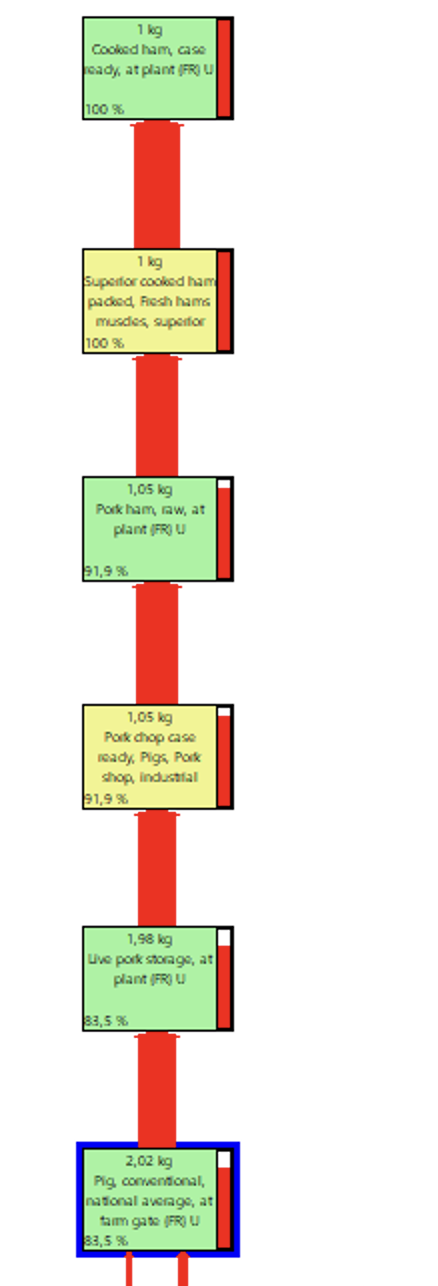 1 kg
Cooked ham, case
ready, at plant (FR) U
100 %
1 kg
Superior cooked ham
packed, Fresh hams
muscles, superior
100 %
1,05 kg
Pork ham, raw, at
plant (FR) U
91,9 %
1,05 kg
Pork chop case
ready, Pigs, Pork
shop, industrial
91,9 %
1,98 kg
Live pork storage, at
plant (FR) U
83,5 %
2,02 kg
Pig, conventional,
national average, at
farm gate (FR) U
83,5 %